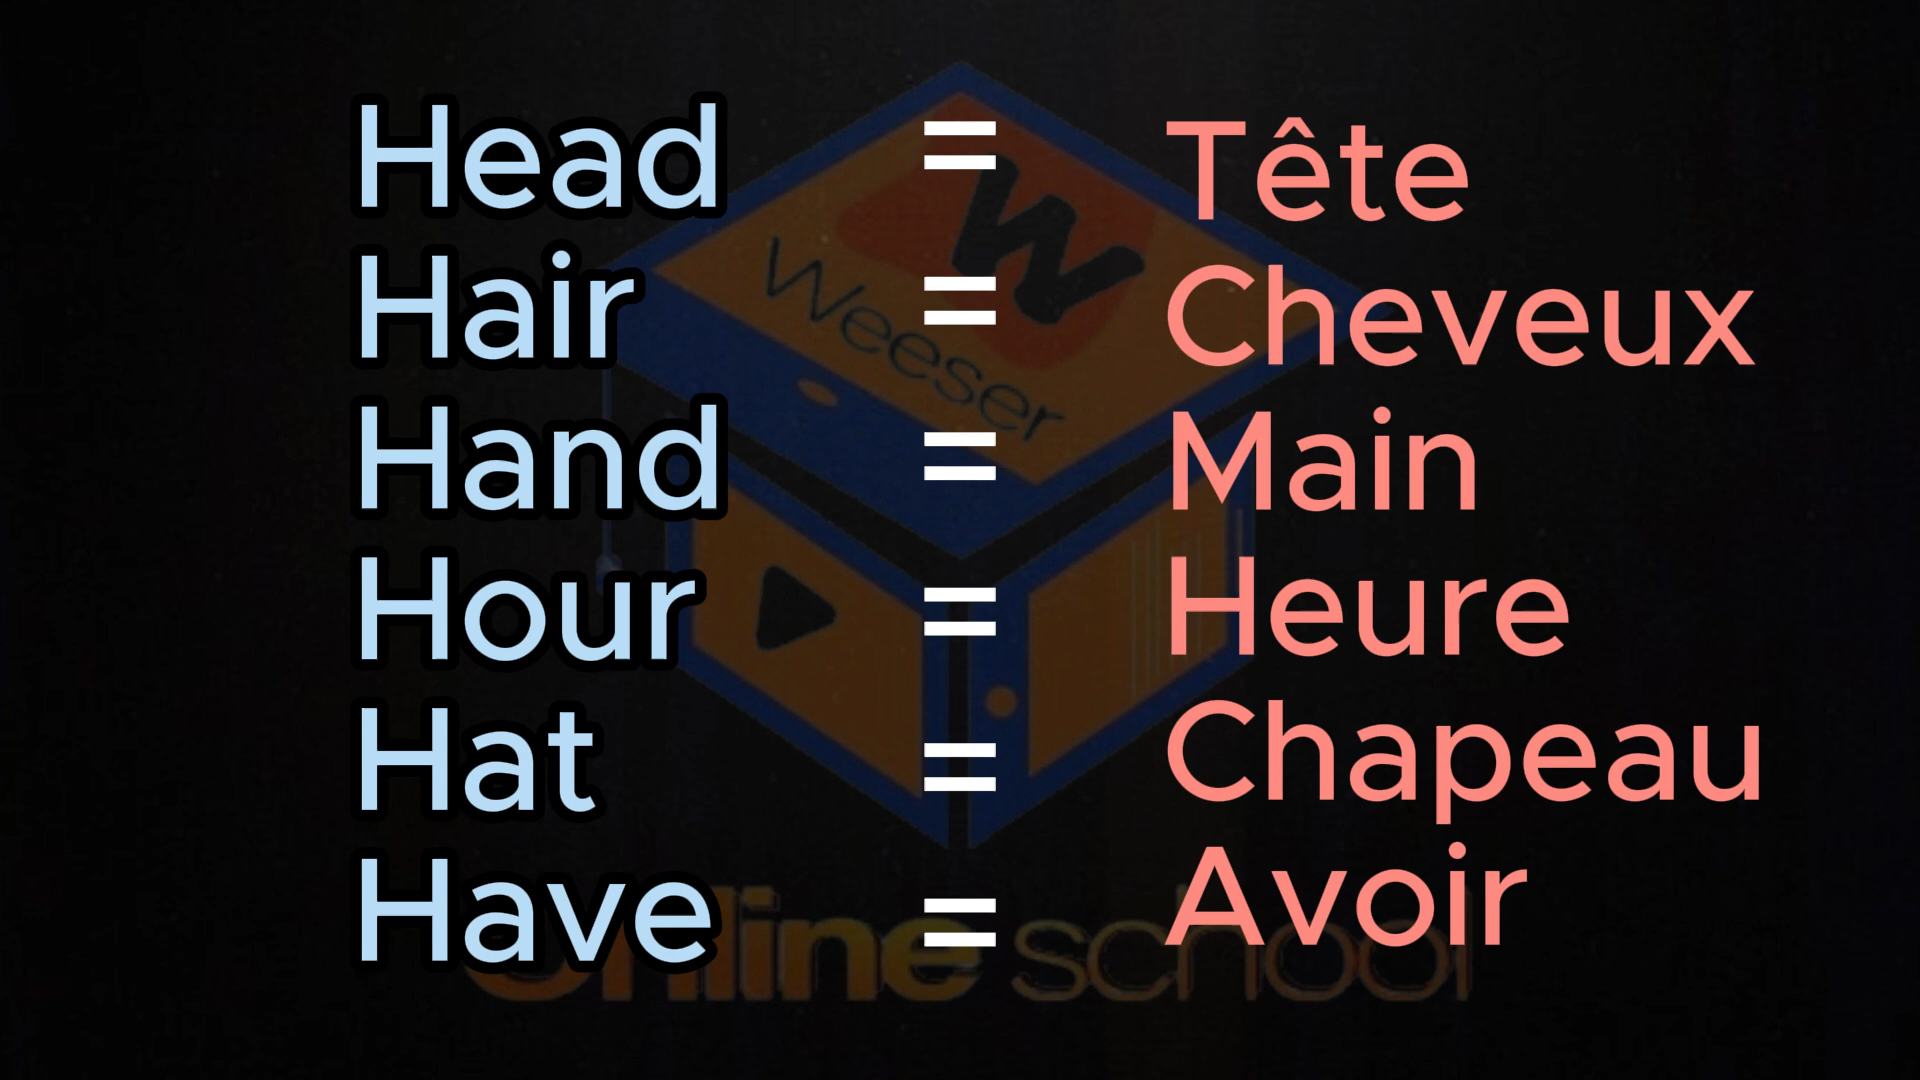 Head = Tête
Hair = Cheveux
Hand = Main
Hour = Heure
Hat = Chapeau
Have = Avoir
W
Weeser
Online school